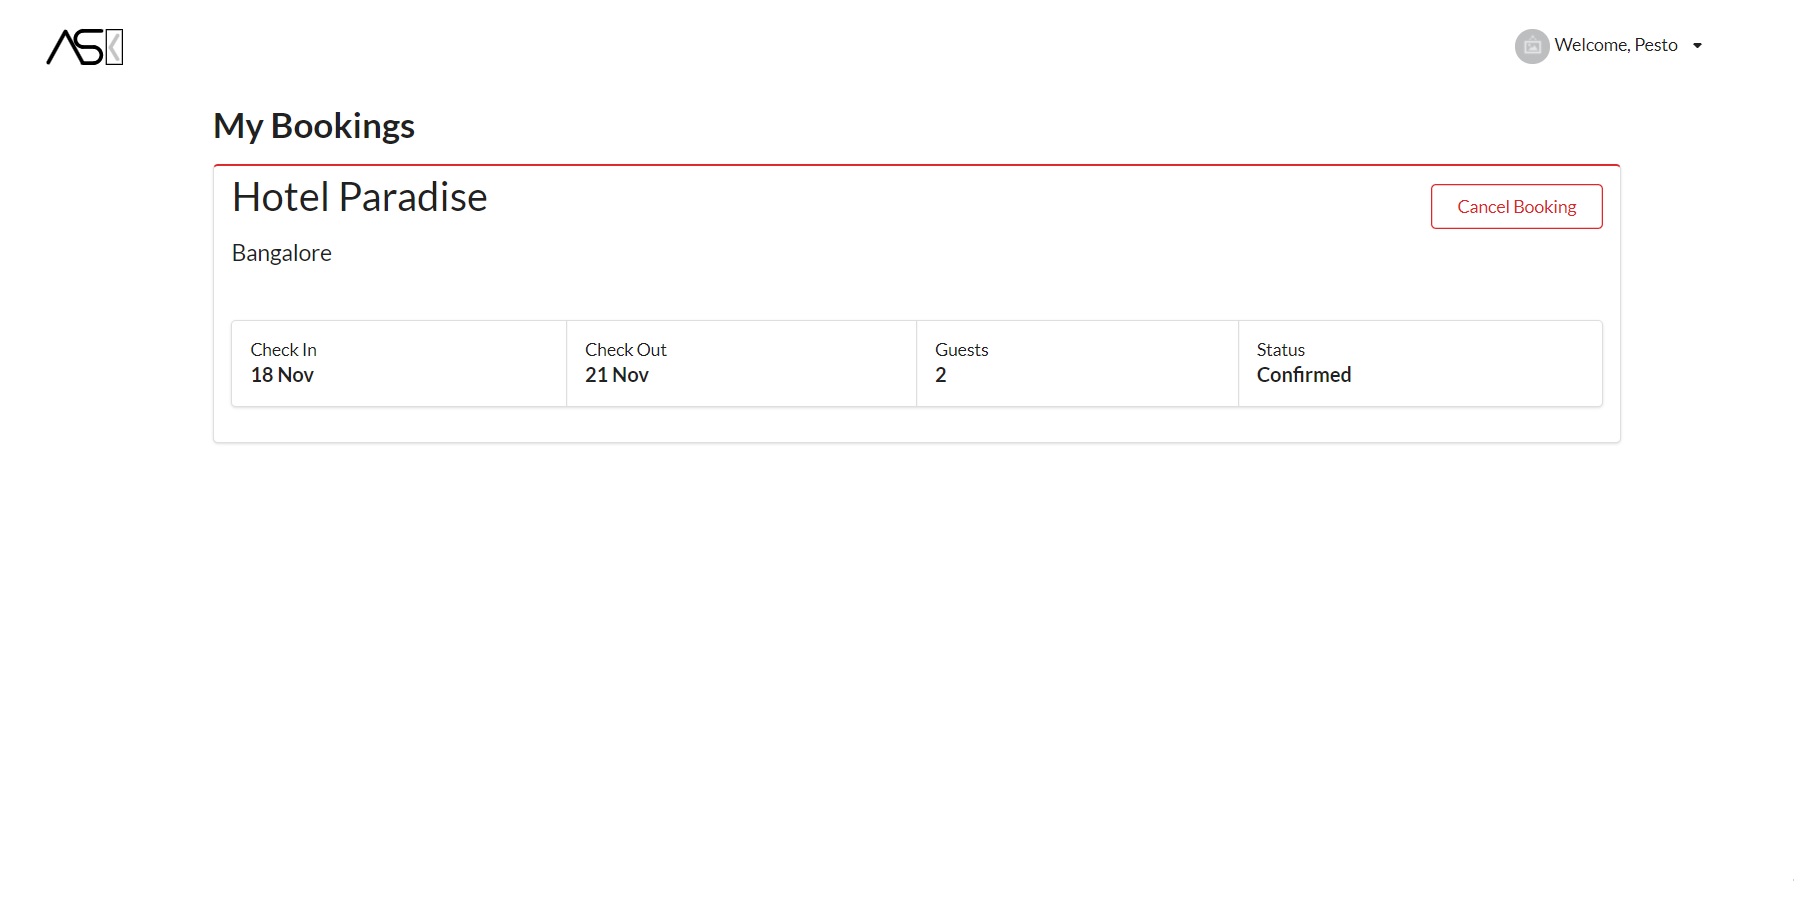 ASK
Welcome, Pesto
My Bookings
Hotel Paradise
Cancel Booking
Bangalore
Check In
18 Nov
Check Out
21 Nov
Guests
2
Status
Confirmed